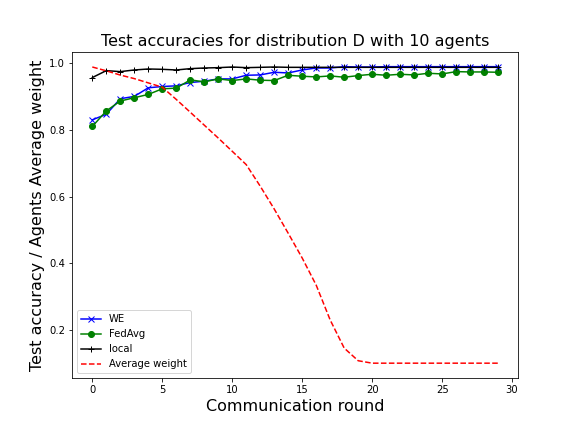 Test accuracies for distribution D with 10 agents
Test accuracy / Agents Average weight
1.0
0.8
0.6
0.4
0.2
WE
FedAvg
local
Average weight
0 5 10 15 20 25 30
Communication round